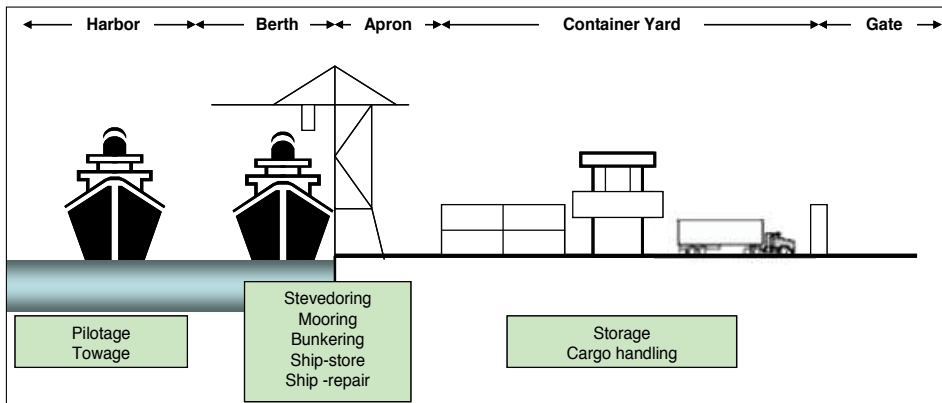 Harbor
Berth
Apron
Container Yard
Gate
Pilotage
Towage
Stevedoring
Mooring
Bunkering
Ship-store
Ship -repair
Storage
Cargo handling